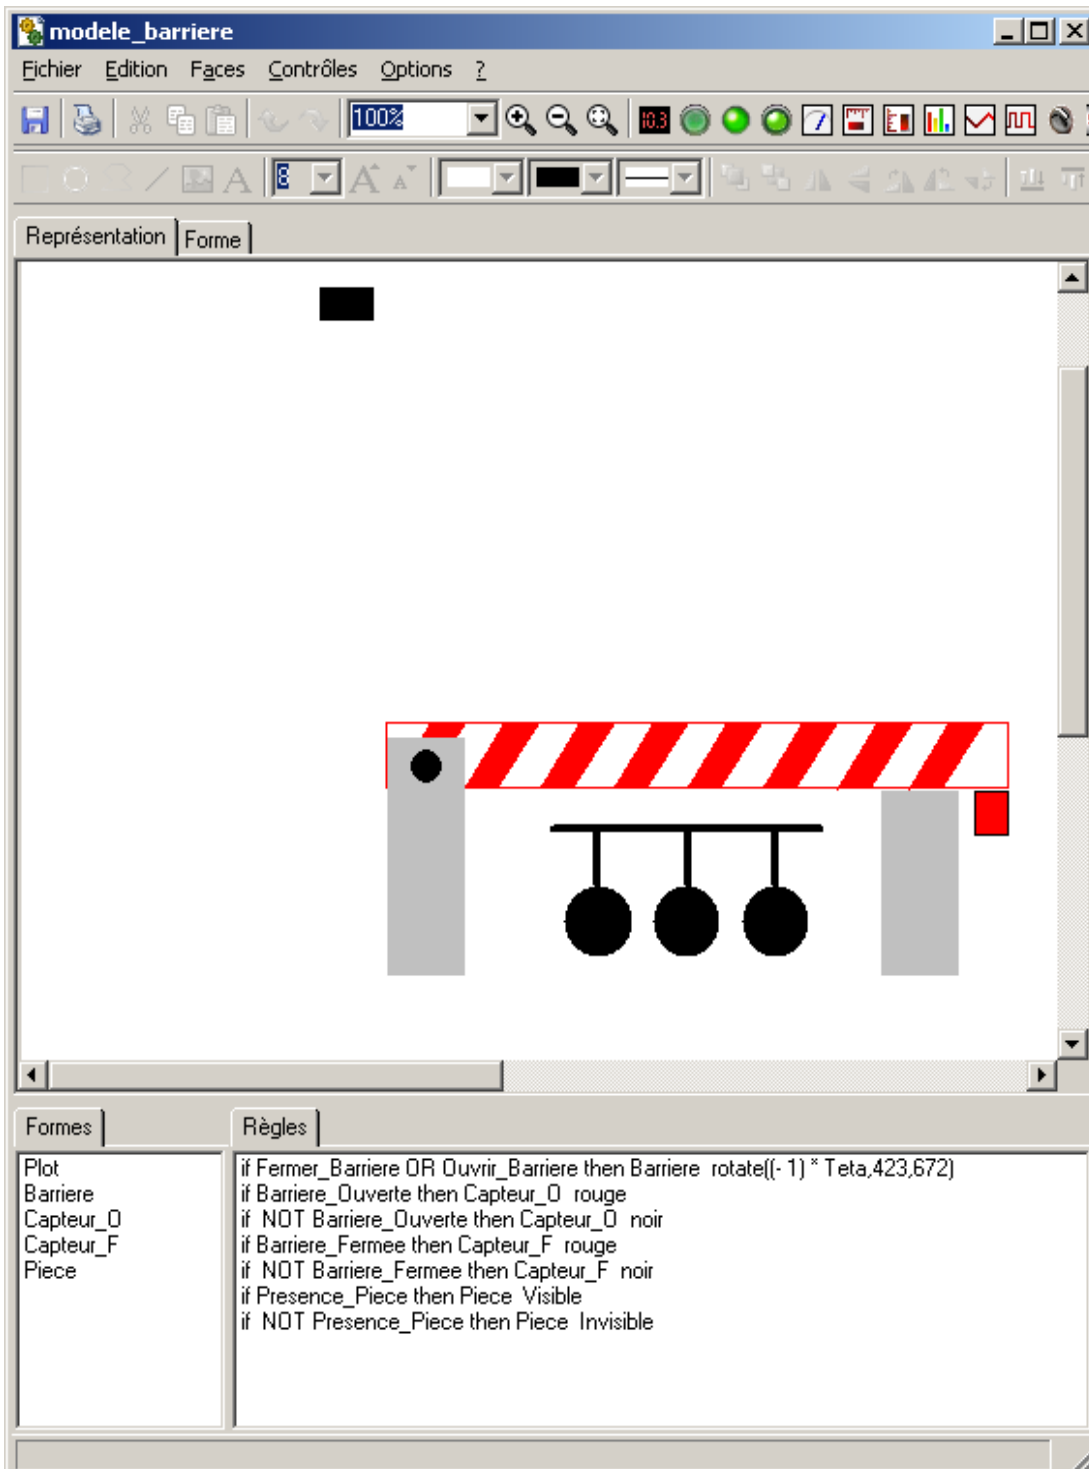 modele_barriere
Fichier Edition Faces Contrôles Options ?
100% 10.3
8 A A A
Représentation Forme
Formes Règles
Plot
Barriere
Capteur_O
Capteur_F
Piece
if Fermer_Barriere OR Ouvrir_Barriere then Barriere rotate((- 1) * Teta,423,672)
if Barriere_Ouverte then Capteur_O rouge
if NOT Barriere_Ouverte then Capteur_O noir
if Barriere_Fermee then Capteur_F rouge
if NOT Barriere_Fermee then Capteur_F noir
if Presence_Piece then Piece Visible
if NOT Presence_Piece then Piece Invisible